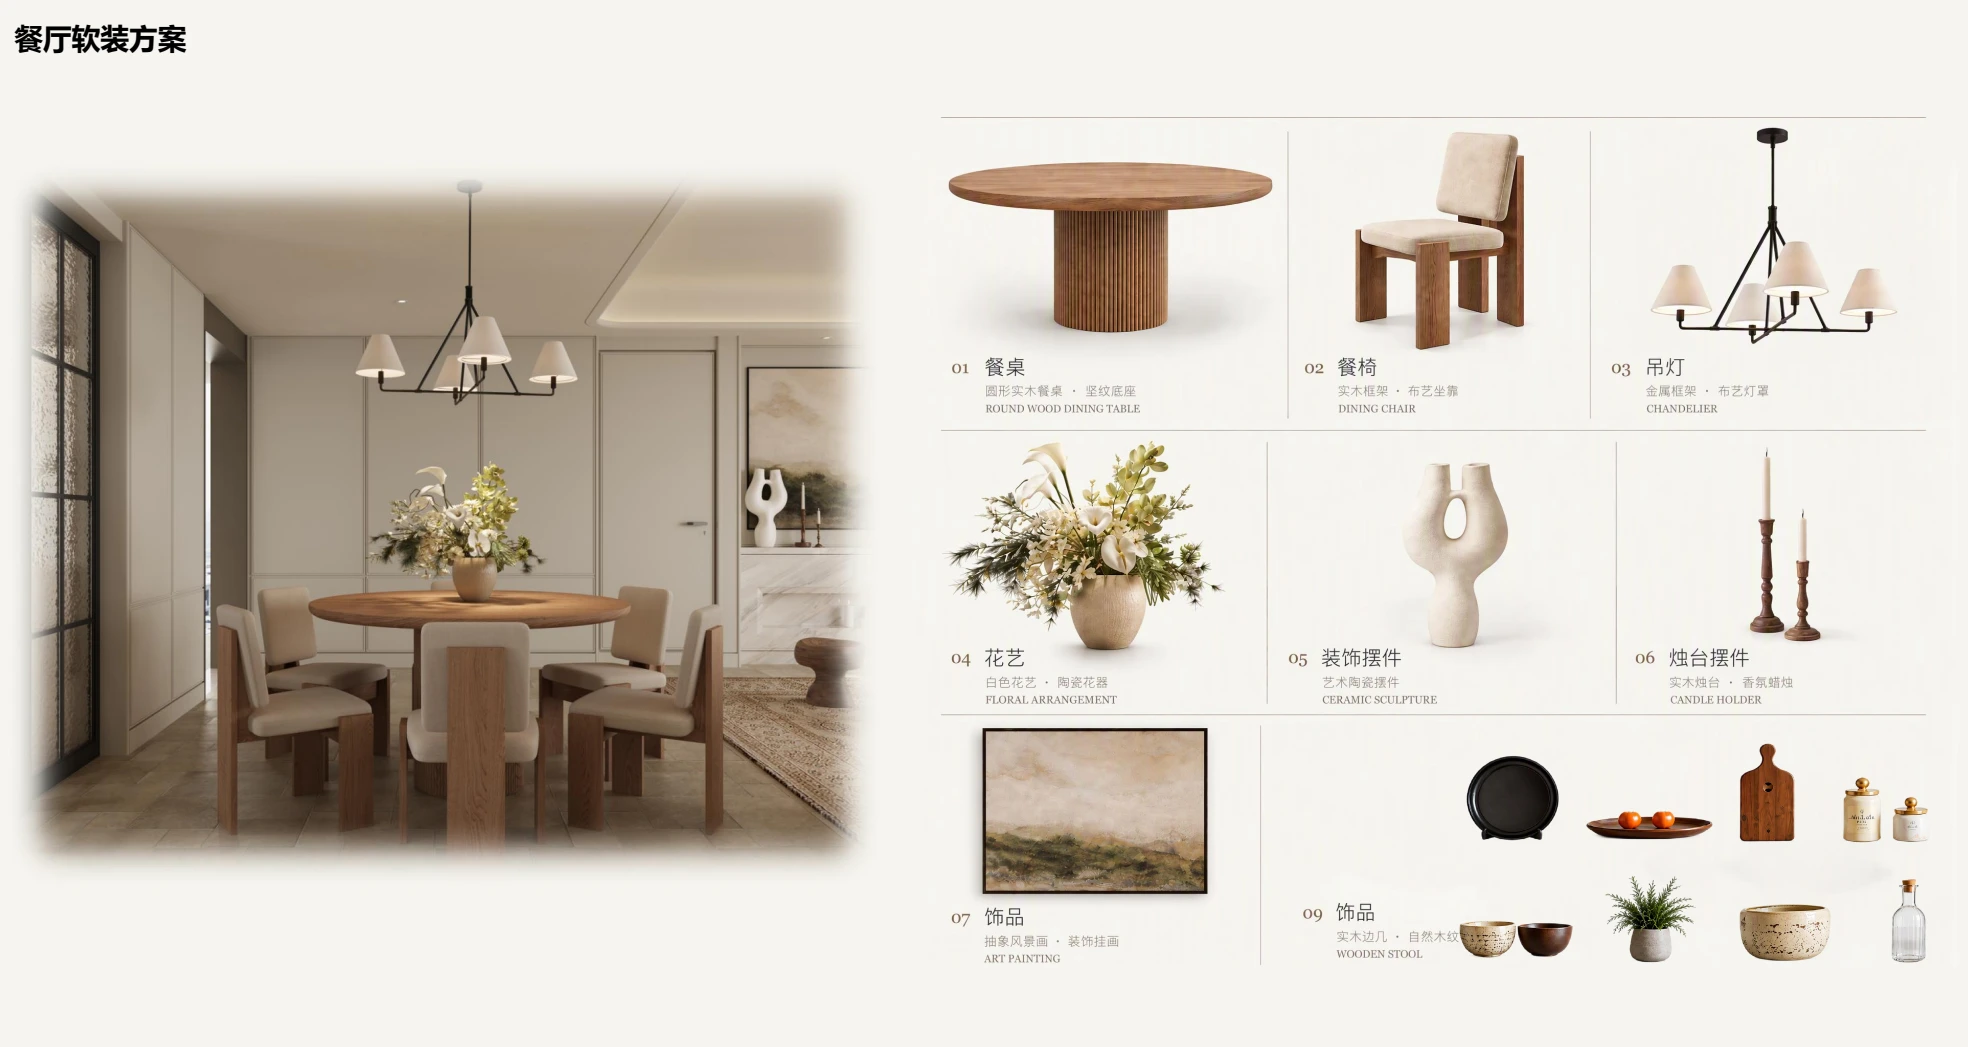 餐厅软装方案
01 餐桌
圆形实木餐桌 · 竖纹底座
ROUND WOOD DINING TABLE
02 餐椅
实木框架 · 布艺坐靠
DINING CHAIR
03 吊灯
金属框架 · 布艺灯罩
CHANDELIER
04 花艺
白色花艺 · 陶瓷花器
FLORAL ARRANGEMENT
05 装饰摆件
艺术陶瓷摆件
CERAMIC SCULPTURE
06 烛台摆件
实木烛台 · 香氛蜡烛
CANDLE HOLDER
07 饰品
抽象风景画 · 装饰挂画
ART PAINTING
09 饰品
实木边几 · 自然木纹
WOODEN STOOL